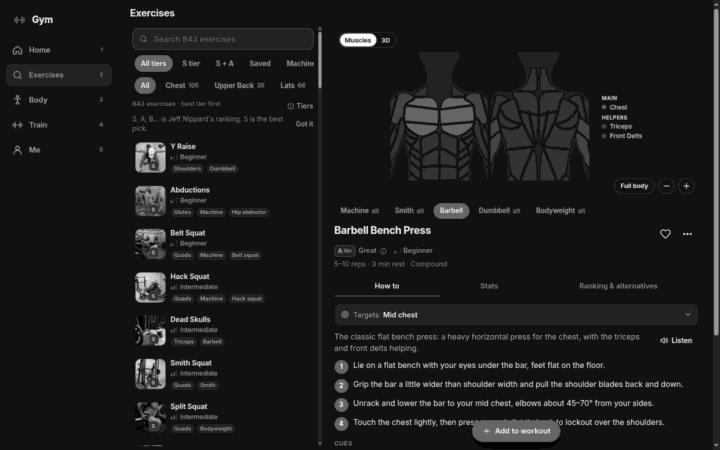 Gym
Home 1
Exercises 2
Body 3
Train 4
Me 5
Exercises
Search 843 exercises
All tiers S tier S + A Saved Machine
All Chest 105 Upper Back 39 Lats 66
843 exercises · best tier first Tiers
S, A, B... is Jeff Nippard's ranking. S is the best pick. Got it
Y Raise
Beginner
Shoulders Dumbbell
Abductions
Beginner
Glutes Machine Hip abductor
Belt Squat
Beginner
Quads Machine Belt squat
Hack Squat
Intermediate
Quads Machine Hack squat
Dead Skulls
Intermediate
Triceps Barbell
Smith Squat
Intermediate
Quads Smith
Split Squat
Intermediate
Quads Bodyweight
Muscles 3D
MAIN
Chest
HELPERS
Triceps
Front Delts
Full body − +
Machine alt Smith alt Barbell Dumbbell alt Bodyweight alt
Barbell Bench Press
A tier Great Beginner
5–10 reps · 3 min rest · Compound
How to Stats Ranking & alternatives
Targets: Mid chest
The classic flat bench press: a heavy horizontal press for the chest, with the triceps
and front delts helping.
Listen
1 Lie on a flat bench with your eyes under the bar, feet flat on the floor.
2 Grip the bar a little wider than shoulder width and pull the shoulder blades back and down.
3 Unrack and lower the bar to your mid chest, elbows about 45–70° from your sides.
4 Touch the chest lightly, then press to lockout over the shoulders.
+ Add to workout
CUES